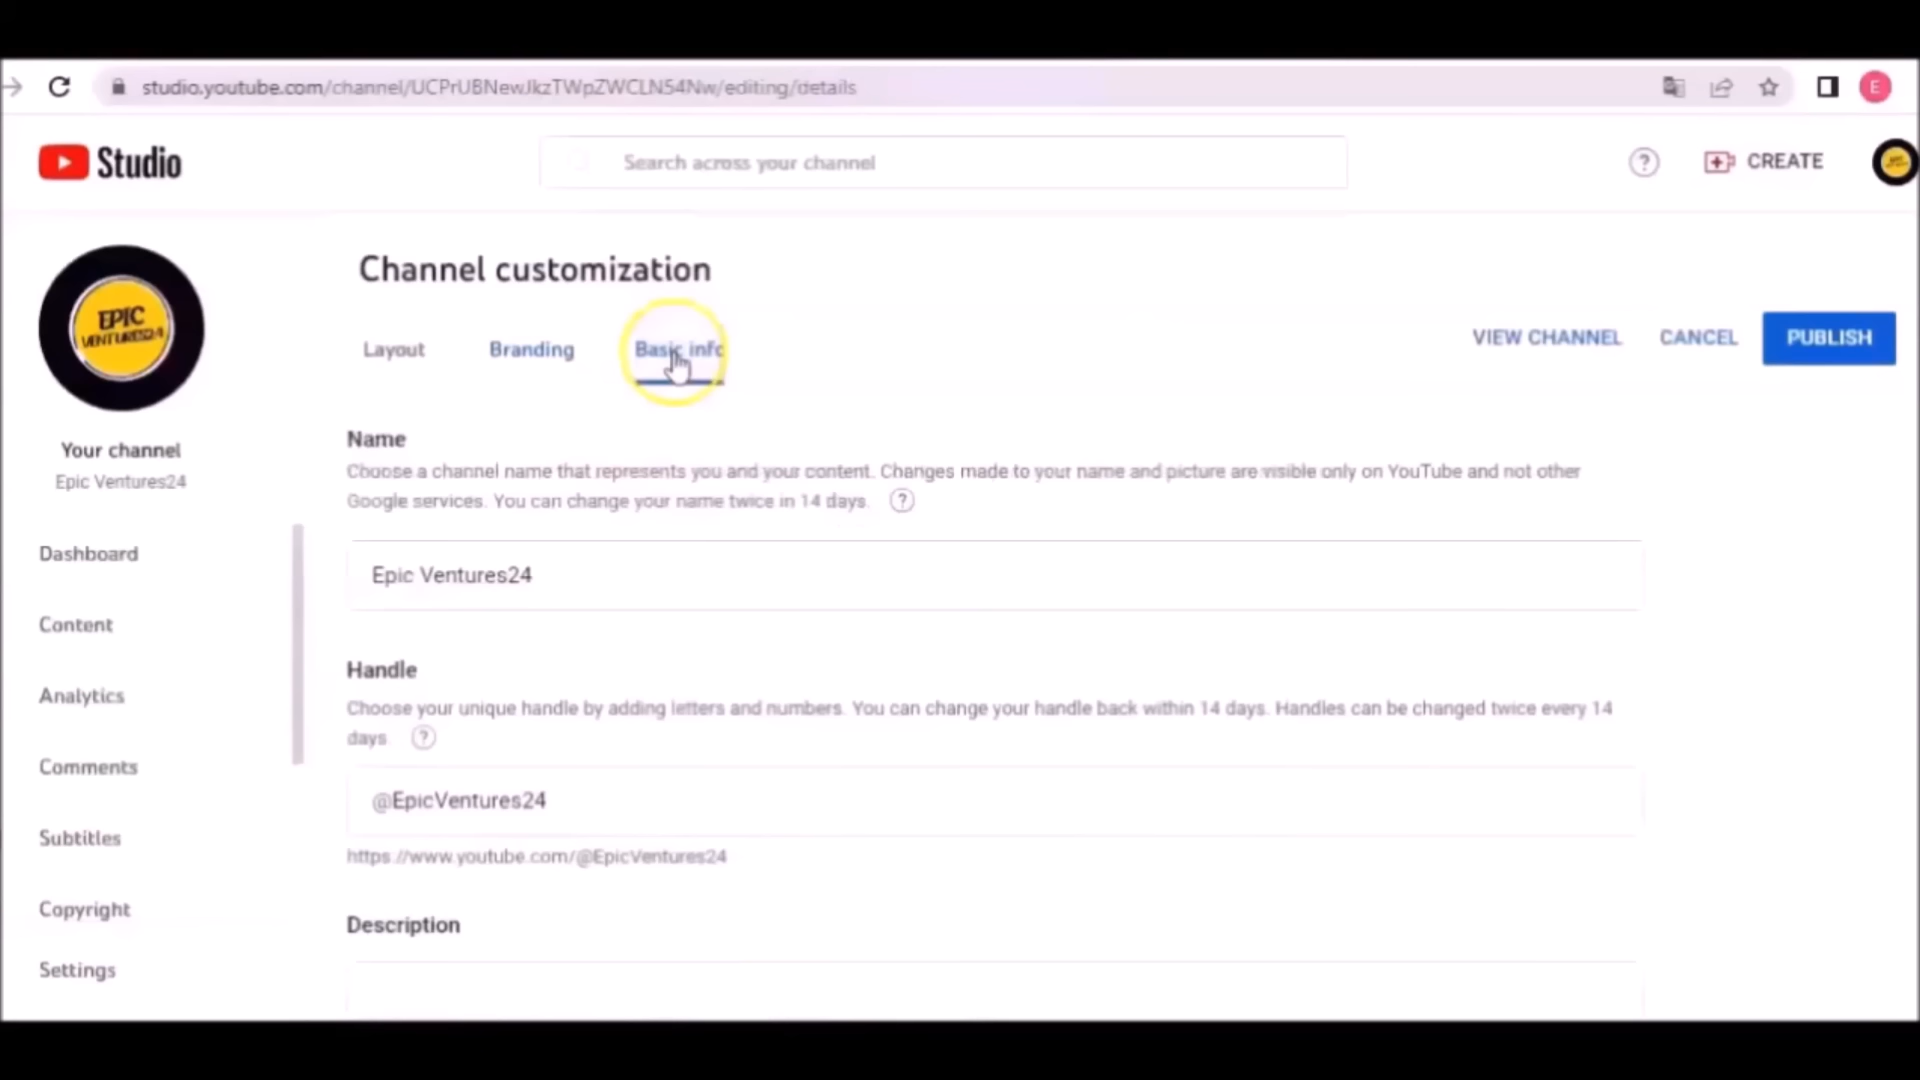 studio.youtube.com/channel/UCPrUBNewJkzTWpZWCLN54Nw/editing/details
E
Studio
Search across your channel
CREATE
EPIC
VENTURES24
Channel customization
Layout
Branding
Basic info
VIEW CHANNEL
CANCEL
PUBLISH
Your channel
Epic Ventures24
Name
Choose a channel name that represents you and your content. Changes made to your name and picture are visible only on YouTube and not other
Google services. You can change your name twice in 14 days.
Epic Ventures24
Dashboard
Content
Analytics
Comments
Subtitles
Copyright
Settings
Handle
Choose your unique handle by adding letters and numbers. You can change your handle back within 14 days. Handles can be changed twice every 14
days
@EpicVentures24
https://www.youtube.com/@EpicVentures24
Description